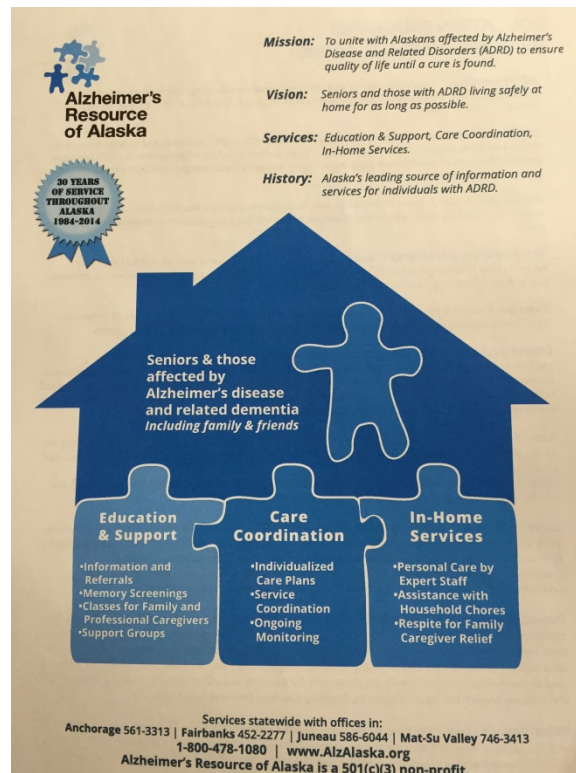 Alzheimer's
Resource
of Alaska
30 YEARS
OF SERVICE
THROUGHOUT
ALASKA
1984-2014
Mission: To unite with Alaskans affected by Alzheimer's
Disease and Related Disorders (ADRD) to ensure
quality of life until a cure is found.
Vision: Seniors and those with ADRD living safely at
home for as long as possible.
Services: Education & Support, Care Coordination,
In-Home Services.
History: Alaska's leading source of information and
services for individuals with ADRD.
Seniors & those
affected by
Alzheimer's disease
and related dementia
Including family & friends
Education
& Support
•Information and
Referrals
•Memory Screenings
•Classes for Family and
Professional Caregivers
•Support Groups
Care
Coordination
•Individualized
Care Plans
•Service
Coordination
•Ongoing
Monitoring
In-Home
Services
•Personal Care by
Expert Staff
•Assistance with
Household Chores
•Respite for Family
Caregiver Relief
Services statewide with offices in:
Anchorage 561-3313 | Fairbanks 452-2277 | Juneau 586-6044 | Mat-Su Valley 746-3413
1-800-478-1080 | www.AlzAlaska.org
Alzheimer's Resource of Alaska is a 501(c)(3) non-profit